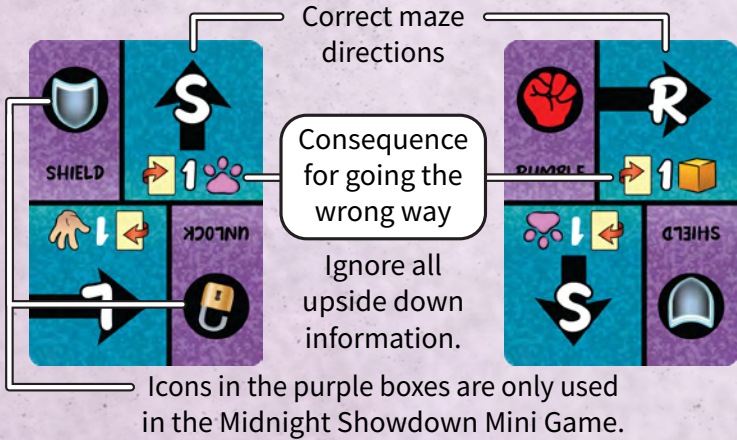 Correct maze
directions
S
R
SHIELD
1
RUMBLE
1
Consequence
for going the
wrong way
1
UNLOCK
1
SHIELD
L
S
Ignore all
upside down
information.
Icons in the purple boxes are only used
in the Midnight Showdown Mini Game.